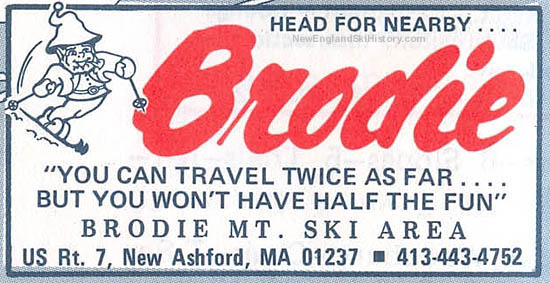 HEAD FOR NEARBY ....
NewEnglandSkiHistory.com
Brodie
"YOU CAN TRAVEL TWICE AS FAR ....
BUT YOU WON'T HAVE HALF THE FUN"
BRODIE MT. SKI AREA
US Rt. 7, New Ashford, MA 01237 ■ 413-443-4752